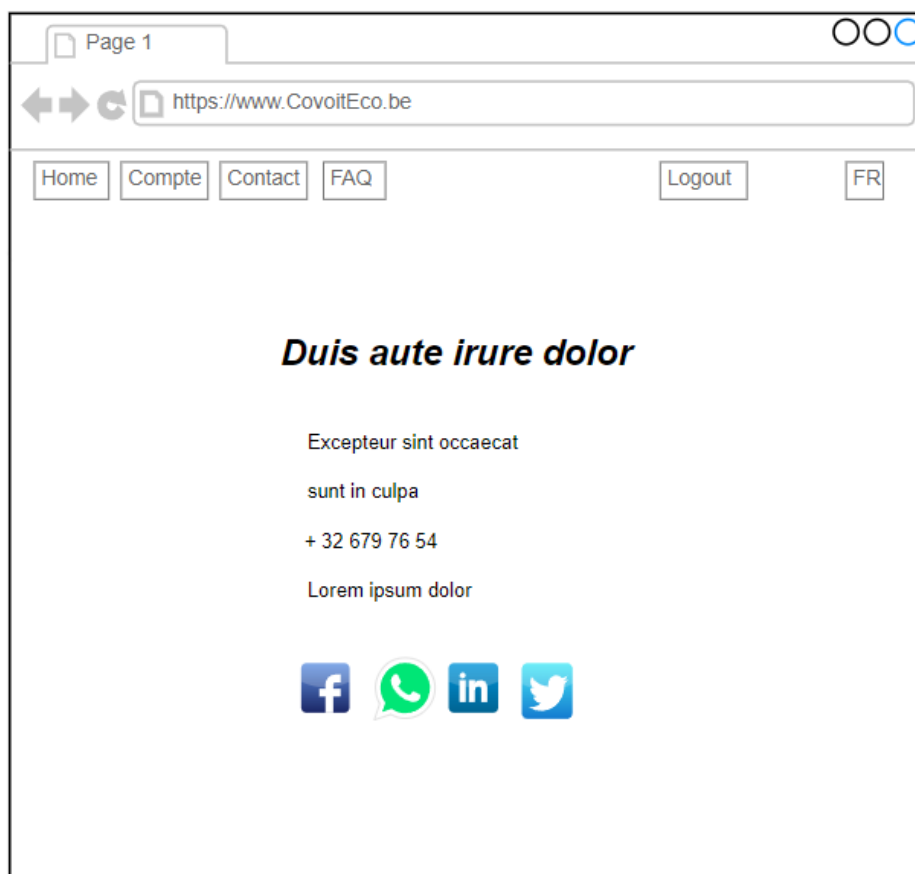 Page 1
https://www.CovoitEco.be
Home Compte Contact FAQ Logout FR
Duis aute irure dolor
Excepteur sint occaecat
sunt in culpa
+ 32 679 76 54
Lorem ipsum dolor
f in